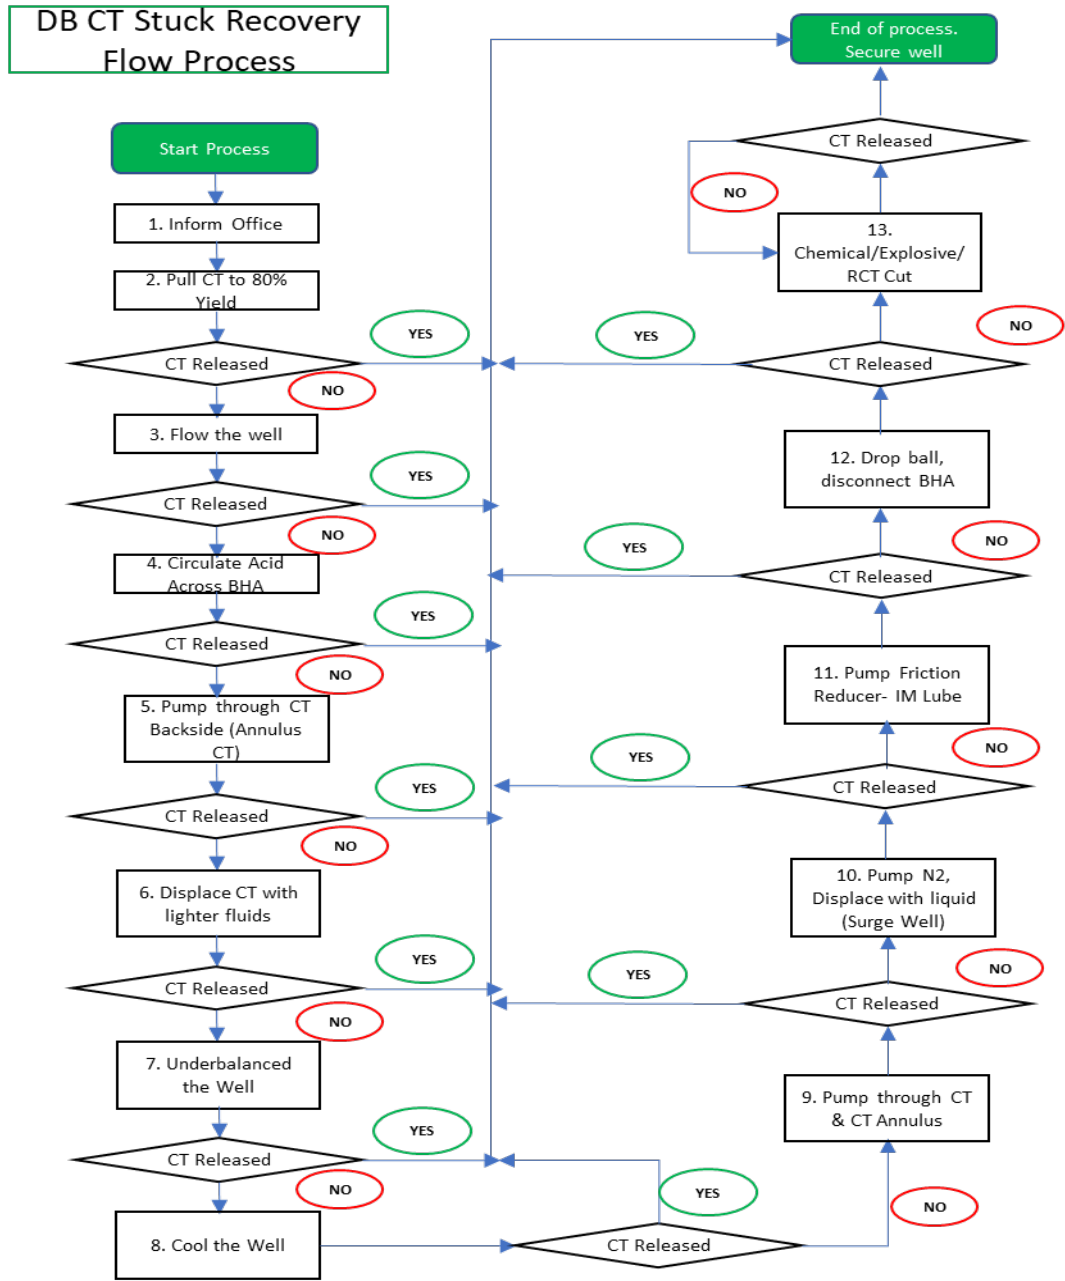 DB CT Stuck Recovery
Flow Process
Start Process
1. Inform Office
2. Pull CT to 80%
Yield
CT Released
YES
NO
3. Flow the well
CT Released
YES
NO
4. Circulate Acid
Across BHA
CT Released
YES
NO
5. Pump through CT
Backside (Annulus
CT)
CT Released
YES
NO
6. Displace CT with
lighter fluids
CT Released
YES
NO
7. Underbalanced
the Well
CT Released
YES
NO
8. Cool the Well
CT Released
YES
NO
9. Pump through CT
& CT Annulus
CT Released
YES
NO
10. Pump N2,
Displace with liquid
(Surge Well)
CT Released
YES
NO
11. Pump Friction
Reducer- IM Lube
CT Released
YES
NO
12. Drop ball,
disconnect BHA
CT Released
YES
NO
13.
Chemical/Explosive/
RCT Cut
CT Released
NO
End of process.
Secure well